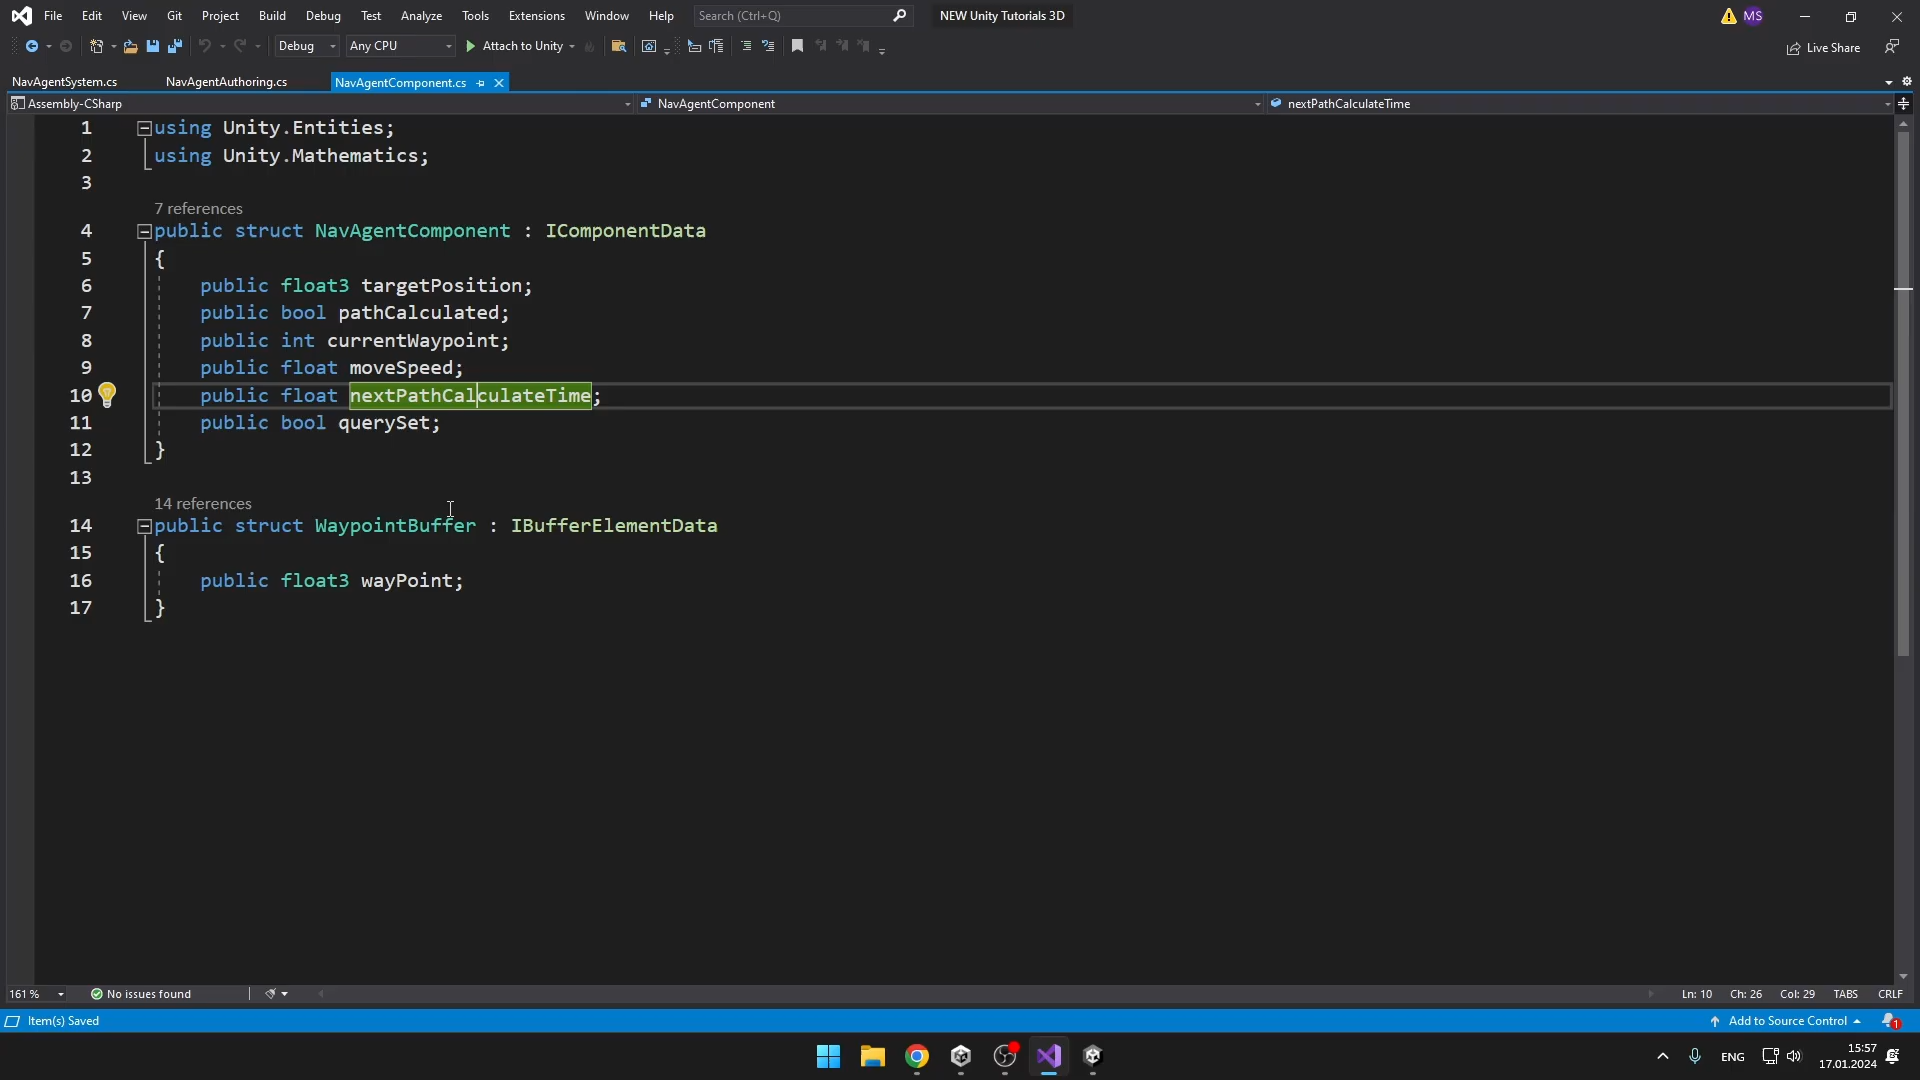 File Edit View Git Project Build Debug Test Analyze Tools Extensions Window Help Search (Ctrl+Q) NEW Unity Tutorials 3D MS
Debug Any CPU Attach to Unity Live Share
NavAgentSystem.cs NavAgentAuthoring.cs NavAgentComponent.cs
Assembly-CSharp NavAgentComponent nextPathCalculateTime
1 using Unity.Entities;
2 using Unity.Mathematics;
3
7 references
4 public struct NavAgentComponent : IComponentData
5 {
6 public float3 targetPosition;
7 public bool pathCalculated;
8 public int currentWaypoint;
9 public float moveSpeed;
10 public float nextPathCalculateTime;
11 public bool querySet;
12 }
13
14 references
14 public struct WaypointBuffer : IBufferElementData
15 {
16 public float3 wayPoint;
17 }
161 % No issues found Ln: 10 Ch: 26 Col: 29 TABS CRLF
Item(s) Saved Add to Source Control 1
ENG 15:57
17.01.2024